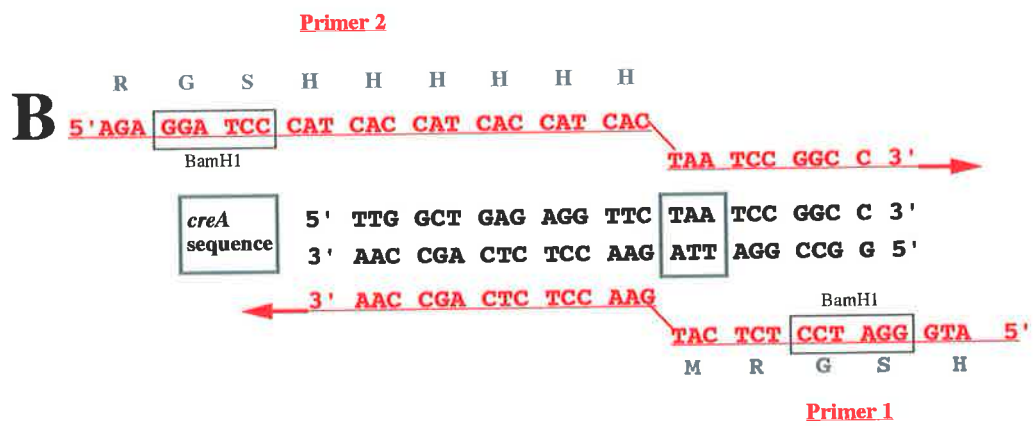 Primer 2
R G S H H H H H H
B
5'AGA GGA TCC CAT CAC CAT CAC CAT CAC
BamH1
TAA TCC GGC C 3'
creA sequence
5' TTG GCT GAG AGG TTC TAA TCC GGC C 3'
3' AAC CGA CTC TCC AAG ATT AGG CCG G 5'
3' AAC CGA CTC TCC AAG
BamH1
TAC TCT CCT AGG GTA 5'
M R G S H
Primer 1